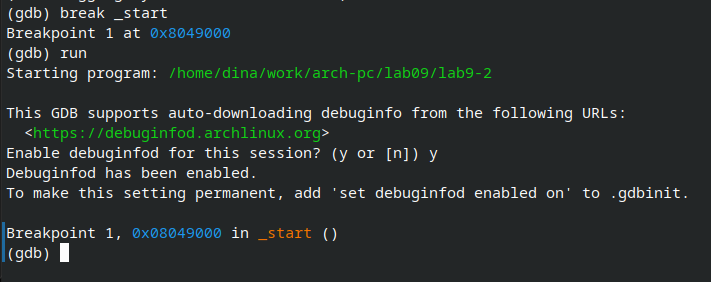 (gdb) break _start
Breakpoint 1 at 0x8049000
(gdb) run
Starting program: /home/dina/work/arch-pc/lab09/lab9-2
This GDB supports auto-downloading debuginfo from the following URLs:
<https://debuginfod.archlinux.org>
Enable debuginfod for this session? (y or [n]) y
Debuginfod has been enabled.
To make this setting permanent, add 'set debuginfod enabled on' to .gdbinit.
Breakpoint 1, 0x08049000 in _start ()
(gdb)